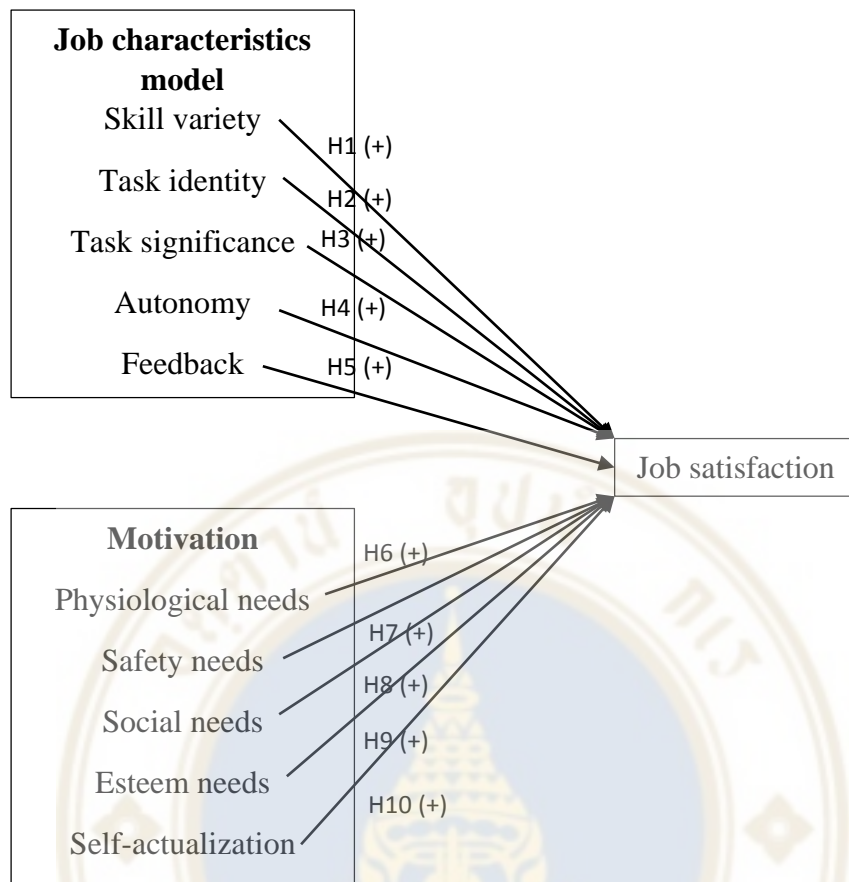 Job characteristics
model
Skill variety
H1 (+)
Task identity
H2 (+)
Task significance
H3 (+)
Autonomy
H4 (+)
Feedback
H5 (+)
Job satisfaction
Motivation
H6 (+)
Physiological needs
H7 (+)
Safety needs
H8 (+)
Social needs
H9 (+)
Esteem needs
H10 (+)
Self-actualization